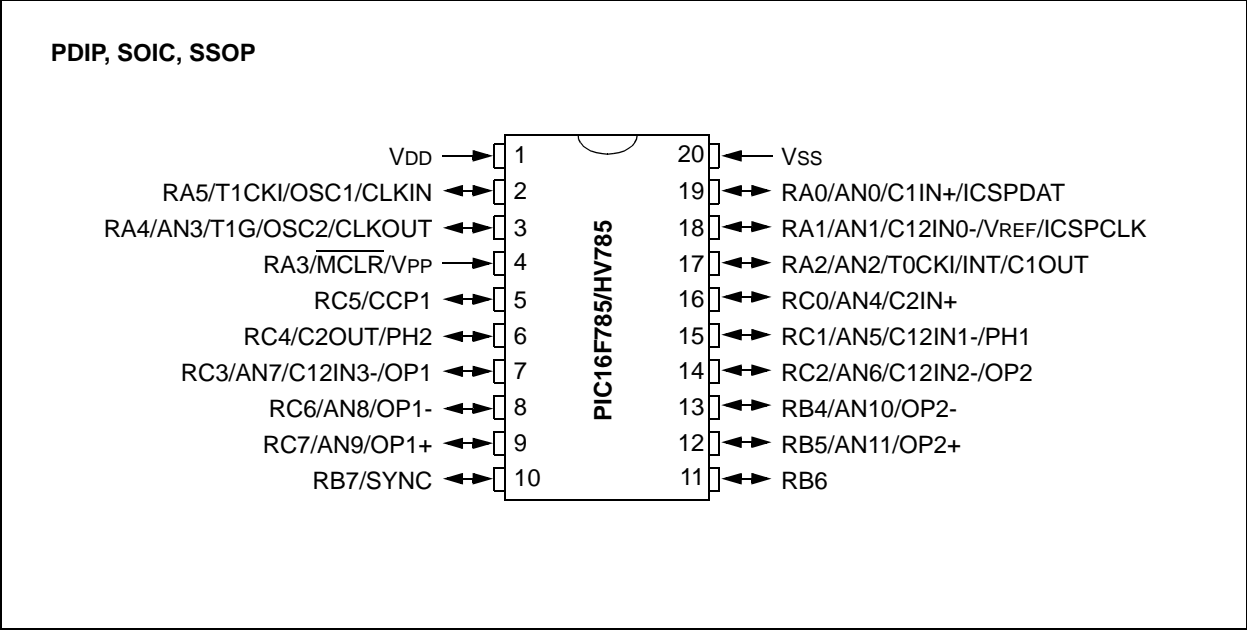 PDIP, SOIC, SSOP
VDD 1 20 VSS
RA5/T1CKI/OSC1/CLKIN 2 19 RA0/AN0/C1IN+/ICSPDAT
RA4/AN3/T1G/OSC2/CLKOUT 3 18 RA1/AN1/C12IN0-/VREF/ICSPCLK
RA3/MCLR/VPP 4 17 RA2/AN2/T0CKI/INT/C1OUT
RC5/CCP1 5 16 RC0/AN4/C2IN+
RC4/C2OUT/PH2 6 15 RC1/AN5/C12IN1-/PH1
RC3/AN7/C12IN3-/OP1 7 14 RC2/AN6/C12IN2-/OP2
RC6/AN8/OP1- 8 13 RB4/AN10/OP2-
RC7/AN9/OP1+ 9 12 RB5/AN11/OP2+
RB7/SYNC 10 11 RB6
PIC16F785/HV785